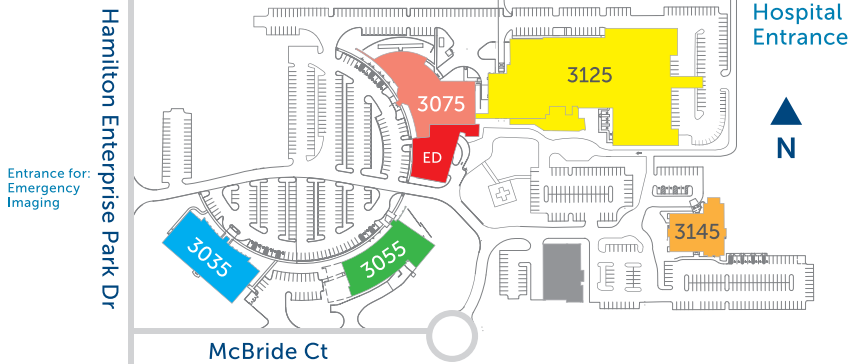 Hospital
Entrance
Hamilton Enterprise Park Dr
3125
3075
ED
N
Entrance for:
Emergency
Imaging
3145
3035
3055
McBride Ct